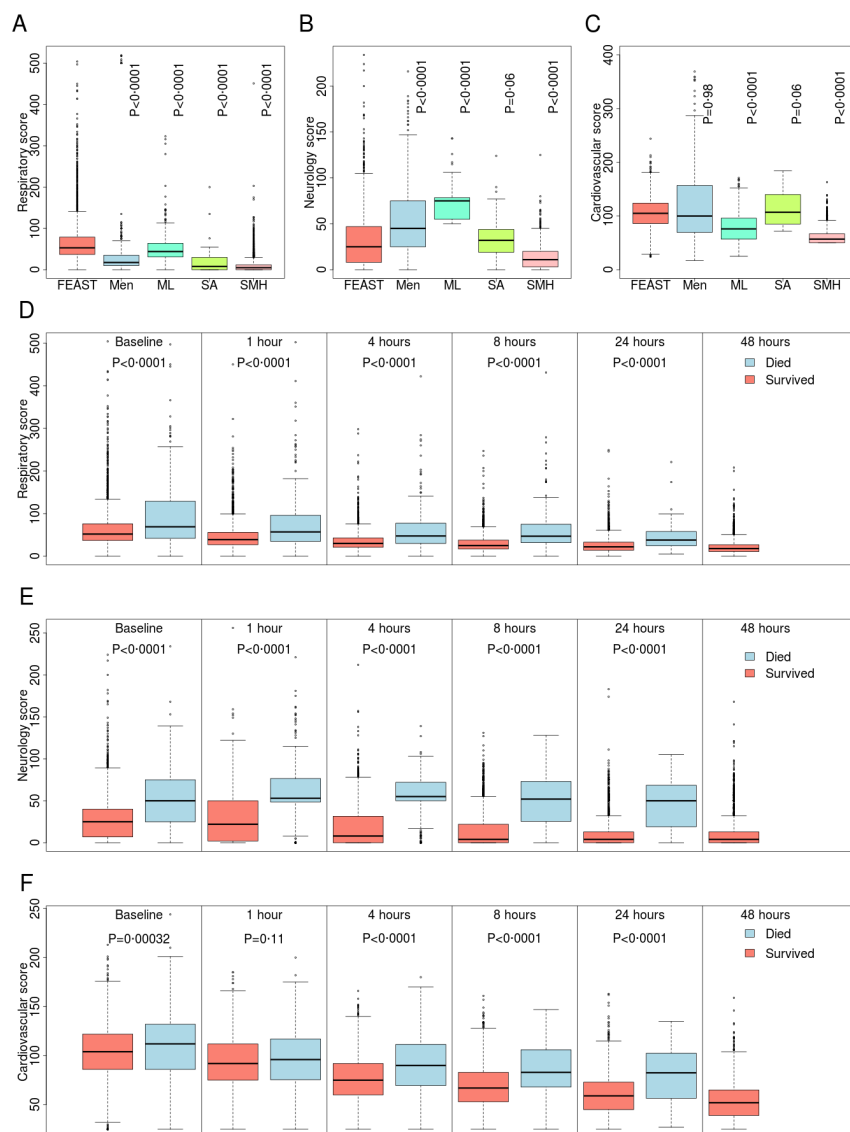 A
Respiratory score
0 100 200 300 400 500
P<0·0001 P<0·0001 P<0·0001 P<0·0001
FEAST Men ML SA SMH
B
Neurology score
0 50 100 150 200
P<0·0001 P<0·0001 P=0·06 P<0·0001
FEAST Men ML SA SMH
C
Cardiovascular score
0 100 200 300 400
P=0·98 P<0·0001 P=0·06 P<0·0001
FEAST Men ML SA SMH
D
Respiratory score
0 100 200 300 400 500
Baseline 1 hour 4 hours 8 hours 24 hours 48 hours
P<0·0001 P<0·0001 P<0·0001 P<0·0001 P<0·0001
Died
Survived
E
Neurology score
0 50 100 150 200 250
Baseline 1 hour 4 hours 8 hours 24 hours 48 hours
P<0·0001 P<0·0001 P<0·0001 P<0·0001 P<0·0001
Died
Survived
F
Cardiovascular score
50 100 150 200 250
Baseline 1 hour 4 hours 8 hours 24 hours 48 hours
P=0·00032 P=0·11 P<0·0001 P<0·0001 P<0·0001
Died
Survived